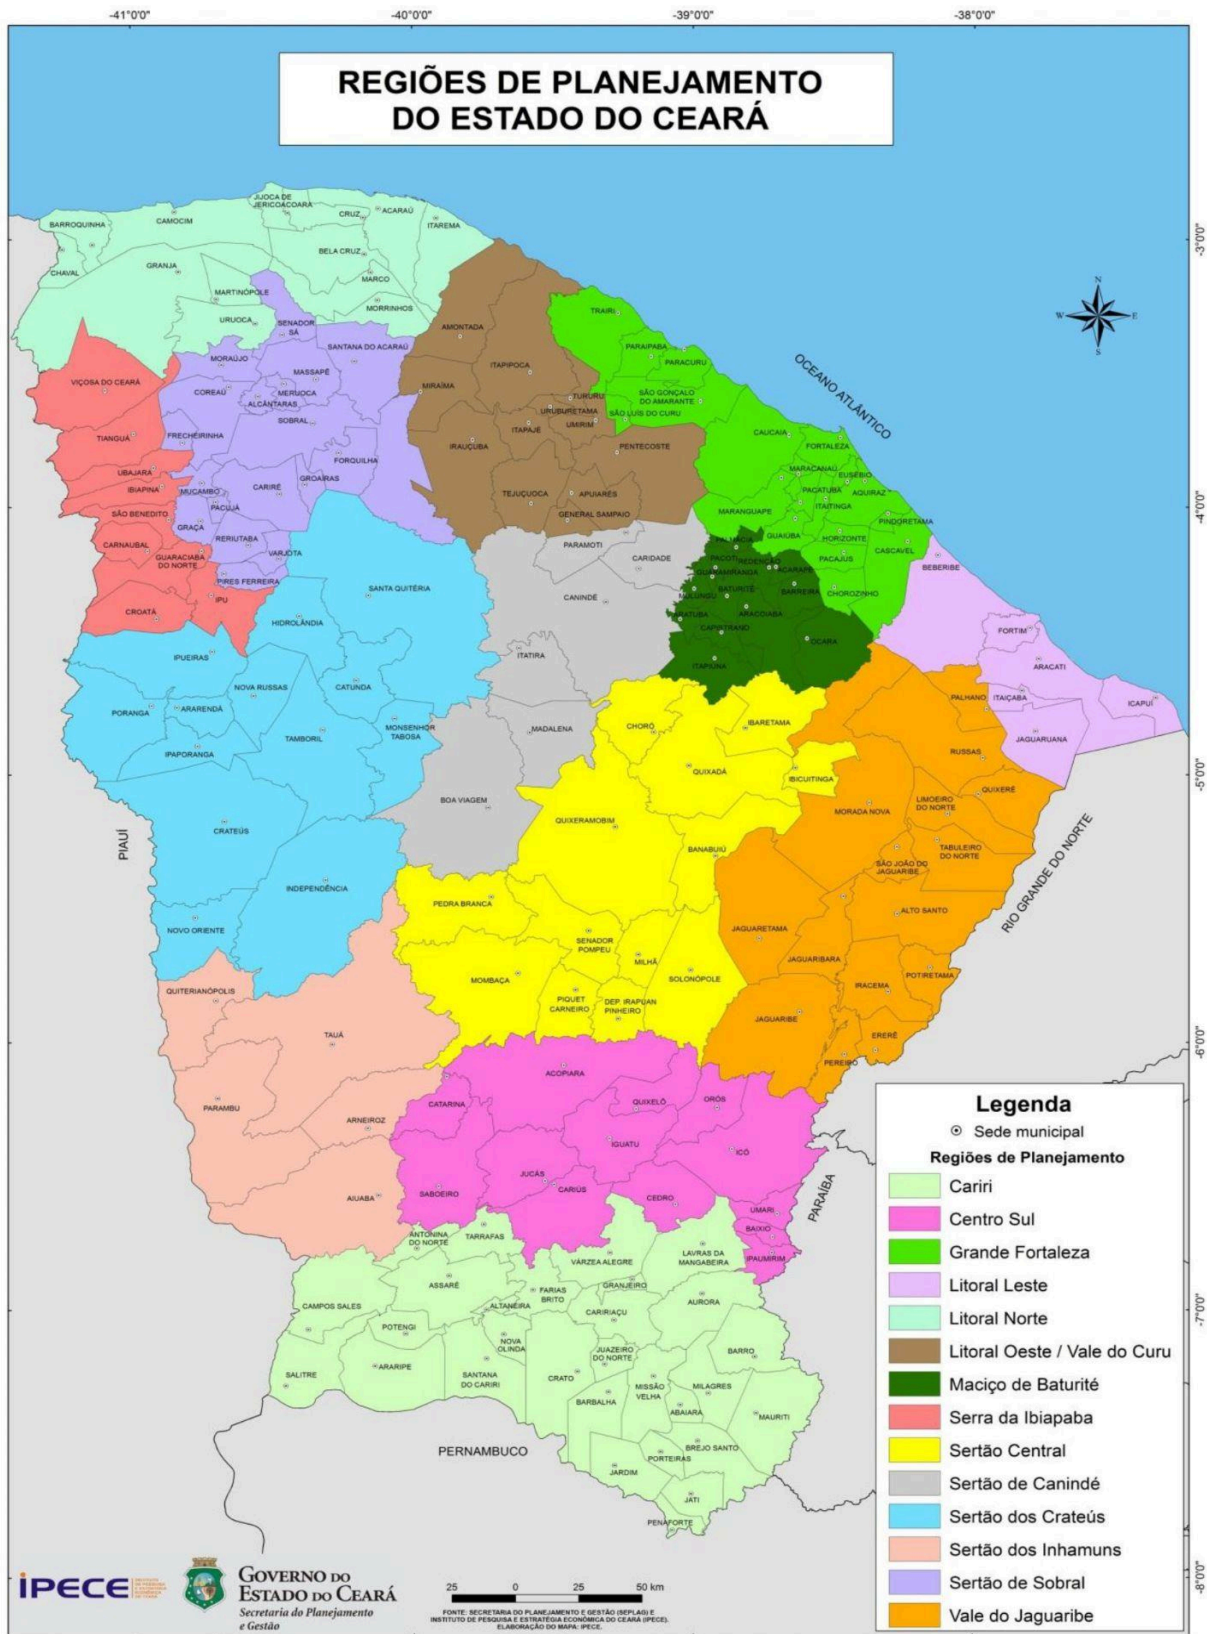 -41°0'0"
-40°0'0"
-39°0'0"
-38°0'0"
REGIÕES DE PLANEJAMENTO
DO ESTADO DO CEARÁ
-3°0'0"
-4°0'0"
-5°0'0"
-6°0'0"
-7°0'0"
-8°0'0"
N
W
E
S
OCEANO ATLÂNTICO
PIAUÍ
RIO GRANDE DO NORTE
PARAÍBA
PERNAMBUCO
JIJOCA DE
JERICOACOARA
CRUZ
ACARAÚ
ITAREMA
BARROQUINHA
CAMOCIM
CHAVAL
GRANJA
BELA CRUZ
MARCO
MARTINÓPOLE
MORRINHOS
URUOCA
SENADOR
SÁ
MORAÚJO
SANTANA DO ACARAÚ
MASSAPÊ
COREAÚ
MERUOCA
ALCÂNTARAS
SOBRAL
FRECHEIRINHA
FORQUILHA
GROAÍRAS
CARIRÉ
MUCAMBO
PACUJÁ
GRAÇA
RERIUTABA
VARJOTA
PIRES FERREIRA
VIÇOSA DO CEARÁ
TIANGUÁ
UBAJARA
IBIAPINA
SÃO BENEDITO
CARNAUBAL
GUARACIABA
DO NORTE
IPU
CROATÁ
AMONTADA
ITAPIPOCA
MIRAÍMA
TURURU
URUBURETAMA
UMIRIM
ITAPAJÉ
IRAUÇUBA
PENTECOSTE
TEJUÇUOCA
APUIARÉS
GENERAL SAMPAIO
TRAIRI
PARAIPABA
PARACURU
SÃO GONÇALO
DO AMARANTE
SÃO LUÍS DO CURU
CAUCAIA
FORTALEZA
MARACANAÚ
EUSÉBIO
PACATUBA
AQUIRAZ
ITAITINGA
MARANGUAPE
PINDORETAMA
GUAIÚBA
HORIZONTE
PACAJUS
CASCAVEL
CHOROZINHO
PALMÁCIA
PACOTI
REDENÇÃO
GUARAMIRANGA
ACARAPE
MULUNGU
BATURITÉ
BARREIRA
ARATUBA
ARACOIABA
CAPISTRANO
OCARA
ITAPIÚNA
BEBERIBE
FORTIM
ARACATI
ITAIÇABA
ICAPUÍ
JAGUARUANA
PARAMOTI
CARIDADE
CANINDÉ
ITATIRA
MADALENA
BOA VIAGEM
SANTA QUITÉRIA
HIDROLÂNDIA
IPUEIRAS
NOVA RUSSAS
CATUNDA
PORANGA
ARARENDÁ
MONSENHOR
TABOSA
TAMBORIL
IPAPORANGA
CRATEÚS
INDEPENDÊNCIA
NOVO ORIENTE
CHORÓ
IBARETAMA
QUIXADÁ
IBICUITINGA
QUIXERAMOBIM
BANABUIÚ
PEDRA BRANCA
SENADOR
POMPEU
MILHÃ
MOMBAÇA
SOLONÓPOLE
PIQUET
CARNEIRO
DEP. IRAPUAN
PINHEIRO
PALHANO
RUSSAS
QUIXERÉ
LIMOEIRO
DO NORTE
MORADA NOVA
TABULEIRO
DO NORTE
SÃO JOÃO DO
JAGUARIBE
ALTO SANTO
JAGUARETAMA
JAGUARIBARA
POTIRETAMA
IRACEMA
JAGUARIBE
ERERÊ
PEREIRO
QUITERIANÓPOLIS
TAUÁ
PARAMBU
ARNEIROZ
AIUABA
ACOPIARA
CATARINA
QUIXELÔ
ORÓS
IGUATU
ICÓ
JUCÁS
CARIÚS
SABOEIRO
CEDRO
UMARI
BAIXIO
IPAUMIRIM
ANTONINA
DO NORTE
TARRAFAS
VÁRZEA ALEGRE
LAVRAS DA
MANGABEIRA
ASSARÉ
GRANJEIRO
FARIAS
BRITO
AURORA
CAMPOS SALES
ALTANEIRA
CARIRIAÇU
POTENGI
NOVA
OLINDA
JUAZEIRO
DO NORTE
BARRO
ARARIPE
SALITRE
SANTANA
DO CARIRI
CRATO
MISSÃO
VELHA
MILAGRES
BARBALHA
ABAIARA
MAURITI
BREJO SANTO
PORTEIRAS
JARDIM
JATI
PENAFORTE
Legenda
Sede municipal
Regiões de Planejamento
Cariri
Centro Sul
Grande Fortaleza
Litoral Leste
Litoral Norte
Litoral Oeste / Vale do Curu
Maciço de Baturité
Serra da Ibiapaba
Sertão Central
Sertão de Canindé
Sertão dos Crateús
Sertão dos Inhamuns
Sertão de Sobral
Vale do Jaguaribe
IPECE
GOVERNO DO
ESTADO DO CEARÁ
Secretaria do Planejamento
e Gestão
25 0 25 50 km
FONTE: SECRETARIA DO PLANEJAMENTO E GESTÃO (SEPLAG) E
INSTITUTO DE PESQUISA E ESTRATÉGIA ECONÔMICA DO CEARÁ (IPECE).
ELABORAÇÃO DO MAPA: IPECE.